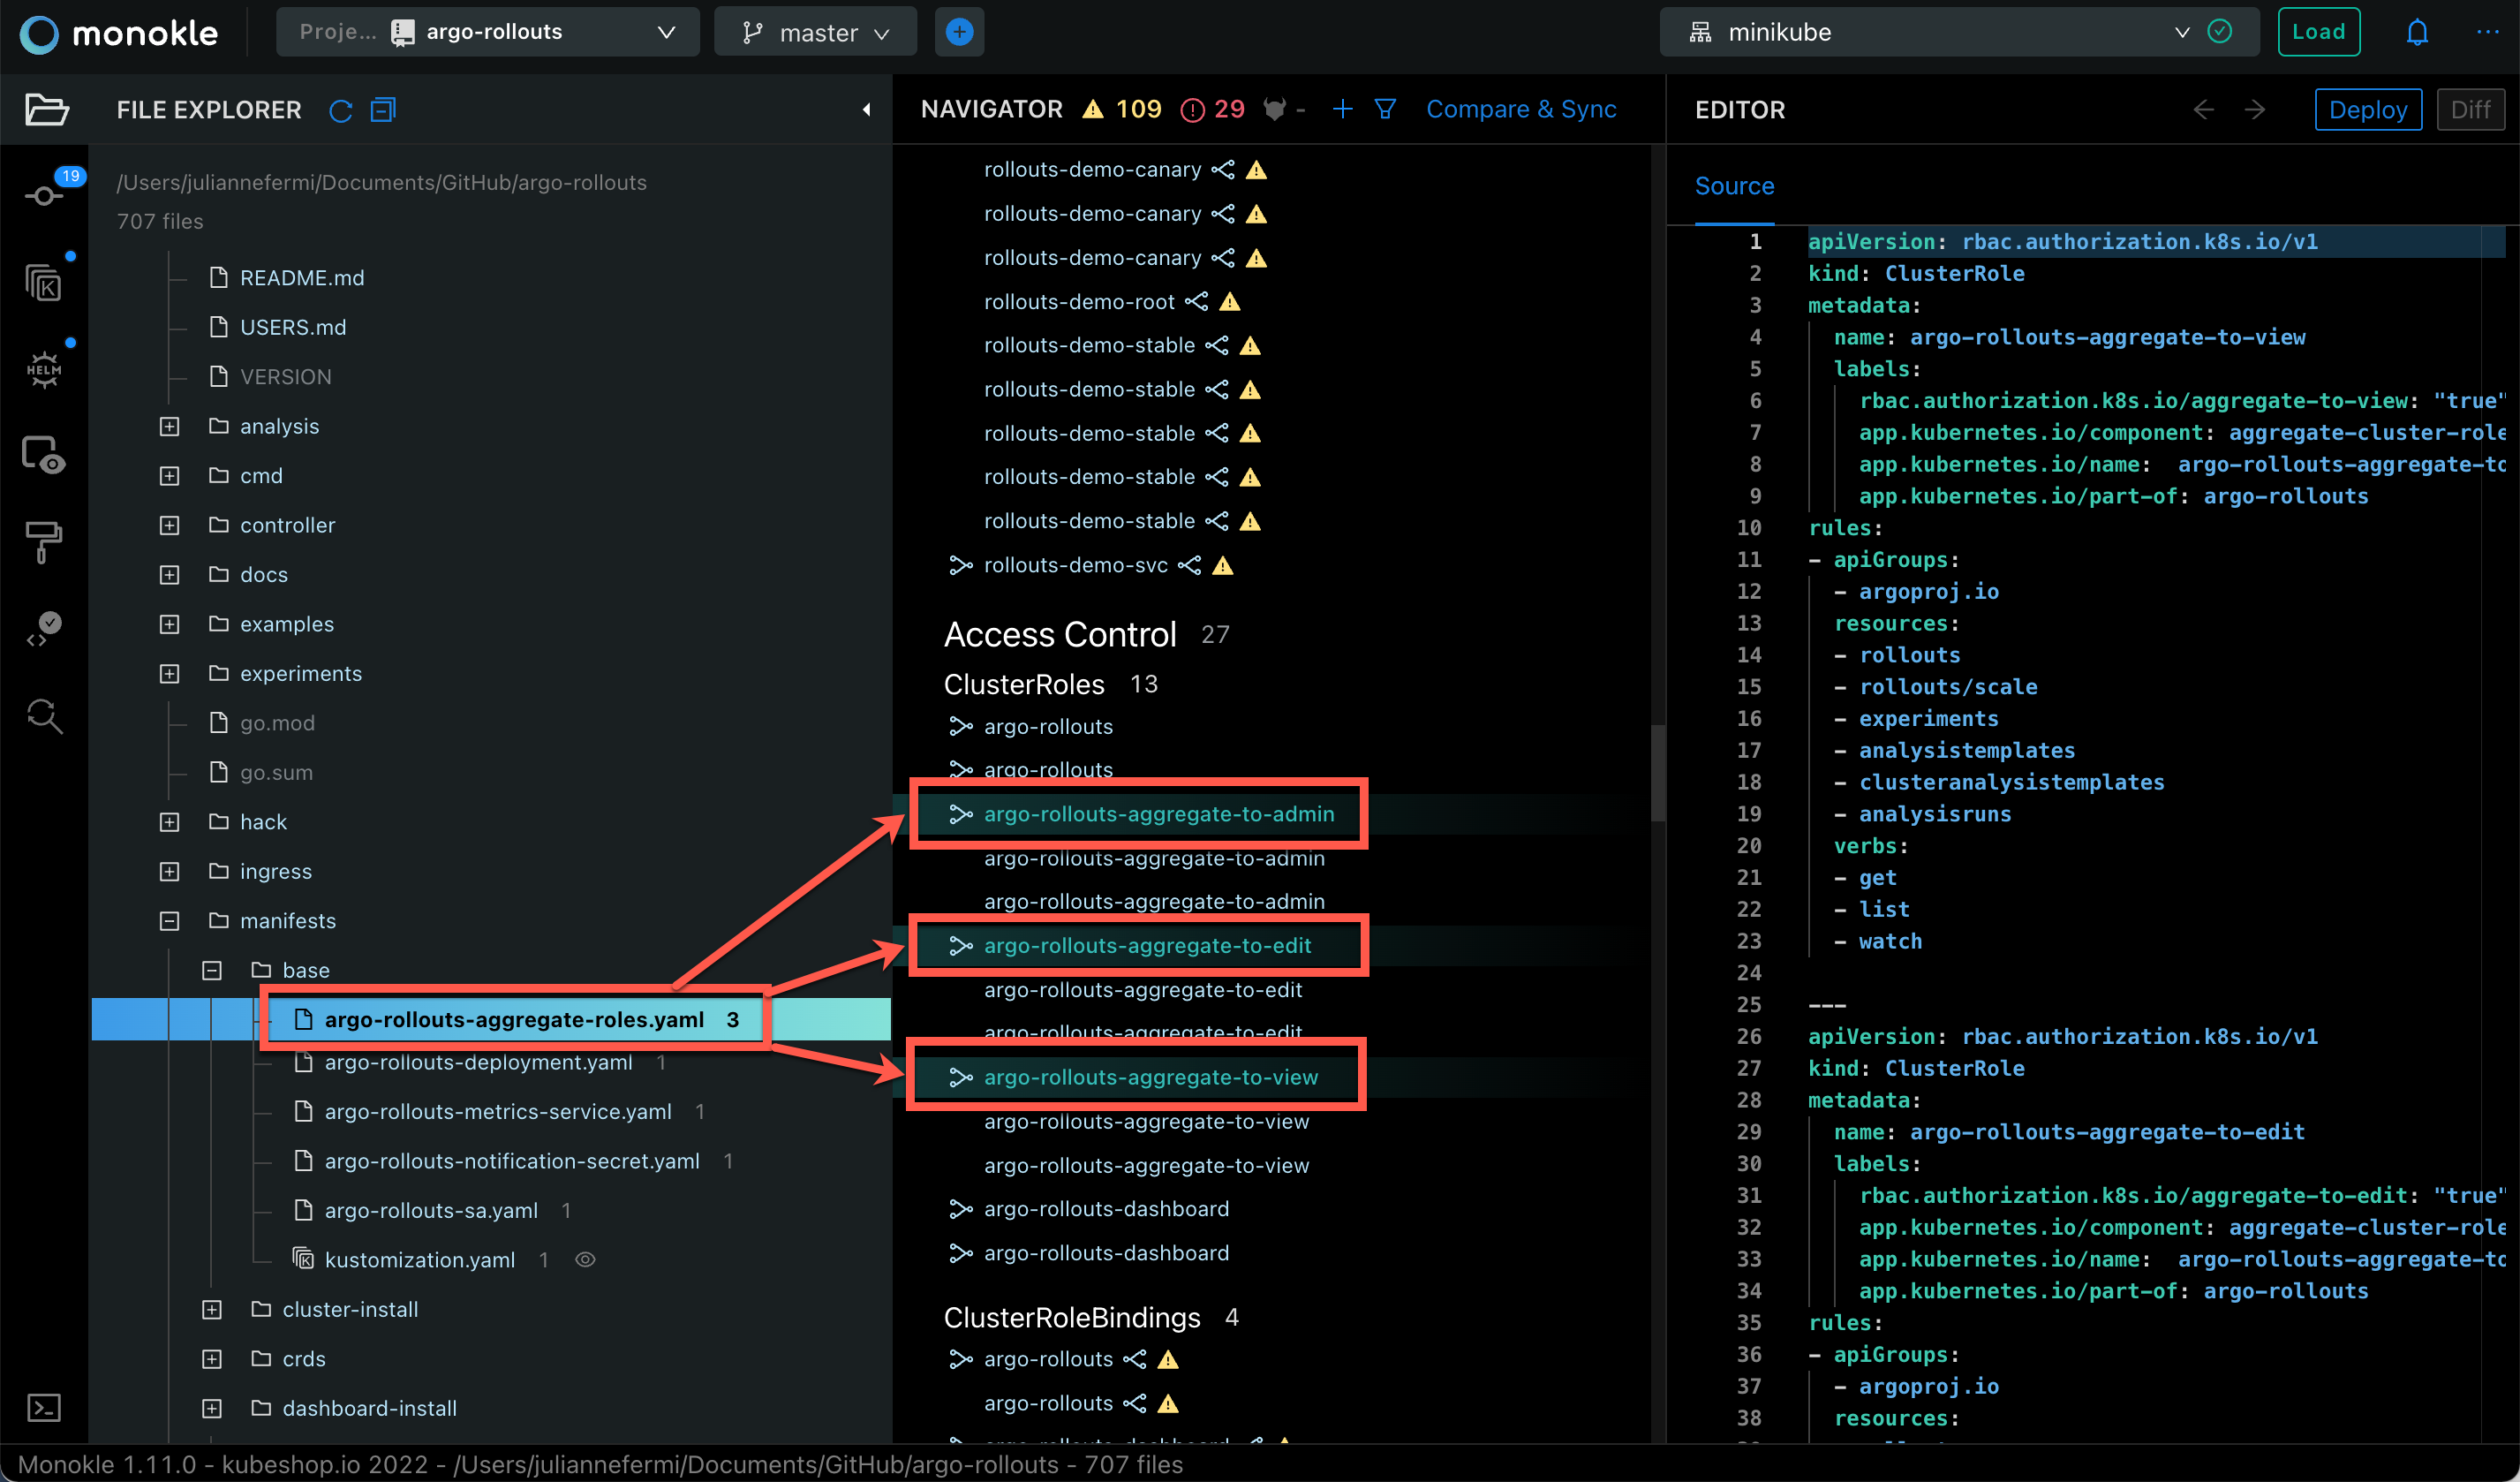 monokle
Proje... argo-rollouts
master
minikube
Load
FILE EXPLORER
NAVIGATOR 109 29 -
Compare & Sync
EDITOR
Deploy
Diff
19
HELM
/Users/juliannefermi/Documents/GitHub/argo-rollouts
707 files
README.md
USERS.md
VERSION
analysis
cmd
controller
docs
examples
experiments
go.mod
go.sum
hack
ingress
manifests
base
argo-rollouts-aggregate-roles.yaml 3
argo-rollouts-deployment.yaml 1
argo-rollouts-metrics-service.yaml 1
argo-rollouts-notification-secret.yaml 1
argo-rollouts-sa.yaml 1
kustomization.yaml 1
cluster-install
crds
dashboard-install
rollouts-demo-canary
rollouts-demo-canary
rollouts-demo-canary
rollouts-demo-root
rollouts-demo-stable
rollouts-demo-stable
rollouts-demo-stable
rollouts-demo-stable
rollouts-demo-stable
rollouts-demo-svc
Access Control 27
ClusterRoles 13
argo-rollouts
argo-rollouts
argo-rollouts-aggregate-to-admin
argo-rollouts-aggregate-to-admin
argo-rollouts-aggregate-to-admin
argo-rollouts-aggregate-to-edit
argo-rollouts-aggregate-to-edit
argo-rollouts-aggregate-to-edit
argo-rollouts-aggregate-to-view
argo-rollouts-aggregate-to-view
argo-rollouts-aggregate-to-view
argo-rollouts-dashboard
argo-rollouts-dashboard
ClusterRoleBindings 4
argo-rollouts
argo-rollouts
argo-rollouts-dashboard
Source
1 apiVersion: rbac.authorization.k8s.io/v1
2 kind: ClusterRole
3 metadata:
4 name: argo-rollouts-aggregate-to-view
5 labels:
6 rbac.authorization.k8s.io/aggregate-to-view: "true"
7 app.kubernetes.io/component: aggregate-cluster-role
8 app.kubernetes.io/name: argo-rollouts-aggregate-to
9 app.kubernetes.io/part-of: argo-rollouts
10 rules:
11 - apiGroups:
12 - argoproj.io
13 resources:
14 - rollouts
15 - rollouts/scale
16 - experiments
17 - analysistemplates
18 - clusteranalysistemplates
19 - analysisruns
20 verbs:
21 - get
22 - list
23 - watch
24
25 ---
26 apiVersion: rbac.authorization.k8s.io/v1
27 kind: ClusterRole
28 metadata:
29 name: argo-rollouts-aggregate-to-edit
30 labels:
31 rbac.authorization.k8s.io/aggregate-to-edit: "true"
32 app.kubernetes.io/component: aggregate-cluster-role
33 app.kubernetes.io/name: argo-rollouts-aggregate-to
34 app.kubernetes.io/part-of: argo-rollouts
35 rules:
36 - apiGroups:
37 - argoproj.io
38 resources:
Monokle 1.11.0 - kubeshop.io 2022 - /Users/juliannefermi/Documents/GitHub/argo-rollouts - 707 files